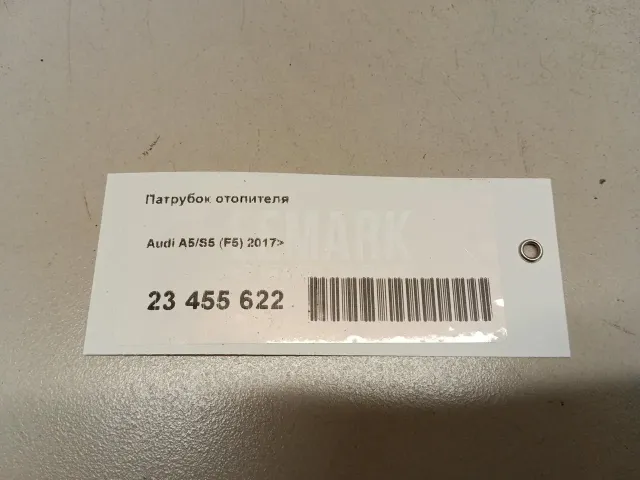 Патрубок отопителя
Audi A5/S5 (F5) 2017>
23 455 622